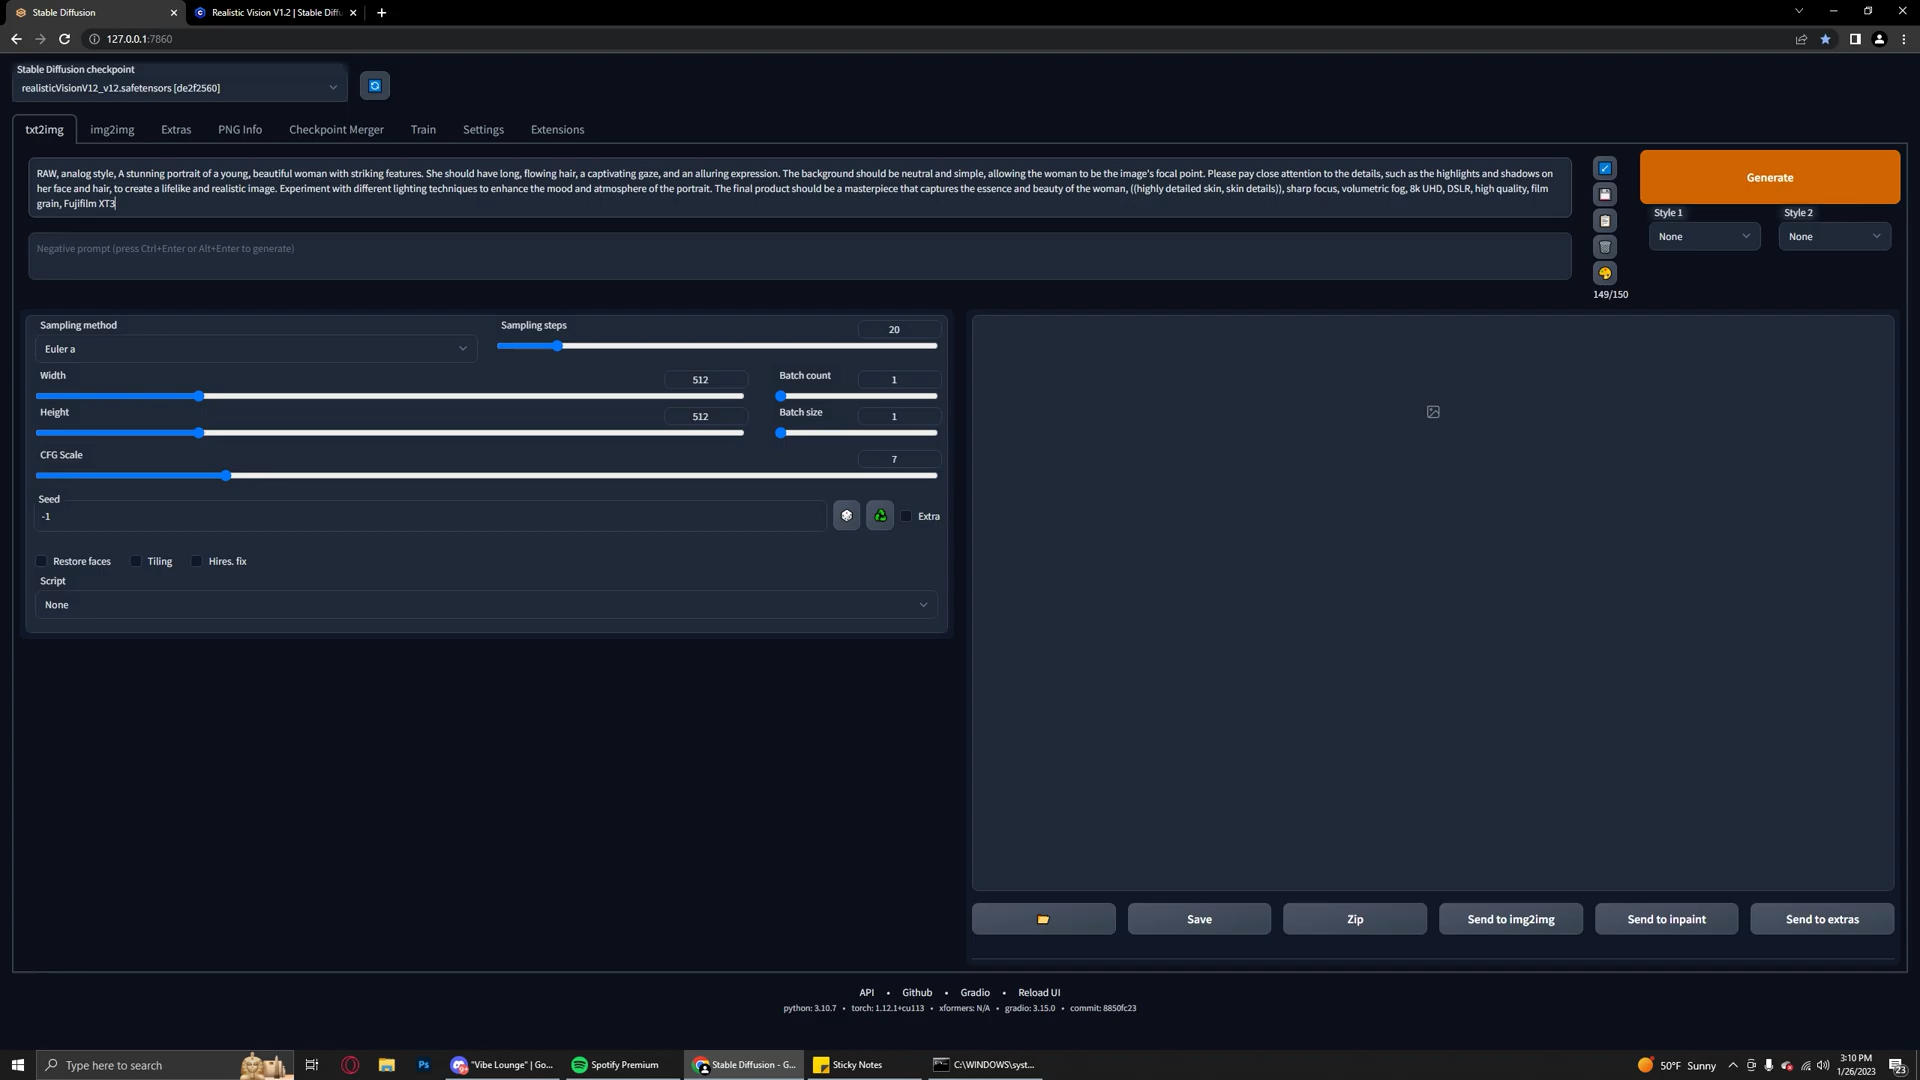 Stable Diffusion
Realistic Vision V1.2 | Stable Diffu
127.0.0.1:7860
Stable Diffusion checkpoint
realisticVisionV12_v12.safetensors [de2f2560]
txt2img img2img Extras PNG Info Checkpoint Merger Train Settings Extensions
RAW, analog style, A stunning portrait of a young, beautiful woman with striking features. She should have long, flowing hair, a captivating gaze, and an alluring expression. The background should be neutral and simple, allowing the woman to be the image's focal point. Please pay close attention to the details, such as the highlights and shadows on
her face and hair, to create a lifelike and realistic image. Experiment with different lighting techniques to enhance the mood and atmosphere of the portrait. The final product should be a masterpiece that captures the essence and beauty of the woman, ((highly detailed skin, skin details)), sharp focus, volumetric fog, 8k UHD, DSLR, high quality, film
grain, Fujifilm XT3
Generate
Style 1 Style 2
None None
Negative prompt (press Ctrl+Enter or Alt+Enter to generate)
149/150
Sampling method Sampling steps 20
Euler a
Width 512 Batch count 1
Height 512 Batch size 1
CFG Scale 7
Seed
-1
Extra
Restore faces Tiling Hires. fix
Script
None
Save Zip Send to img2img Send to inpaint Send to extras
API • Github • Gradio • Reload UI
python: 3.10.7 • torch: 1.12.1+cu113 • xformers: N/A • gradio: 3.15.0 • commit: 8850fc23
Type here to search
Ps
"Vibe Lounge" | Go...
Spotify Premium
Stable Diffusion - G...
Sticky Notes
C:\WINDOWS\syst...
50°F Sunny
3:10 PM
1/26/2023
23